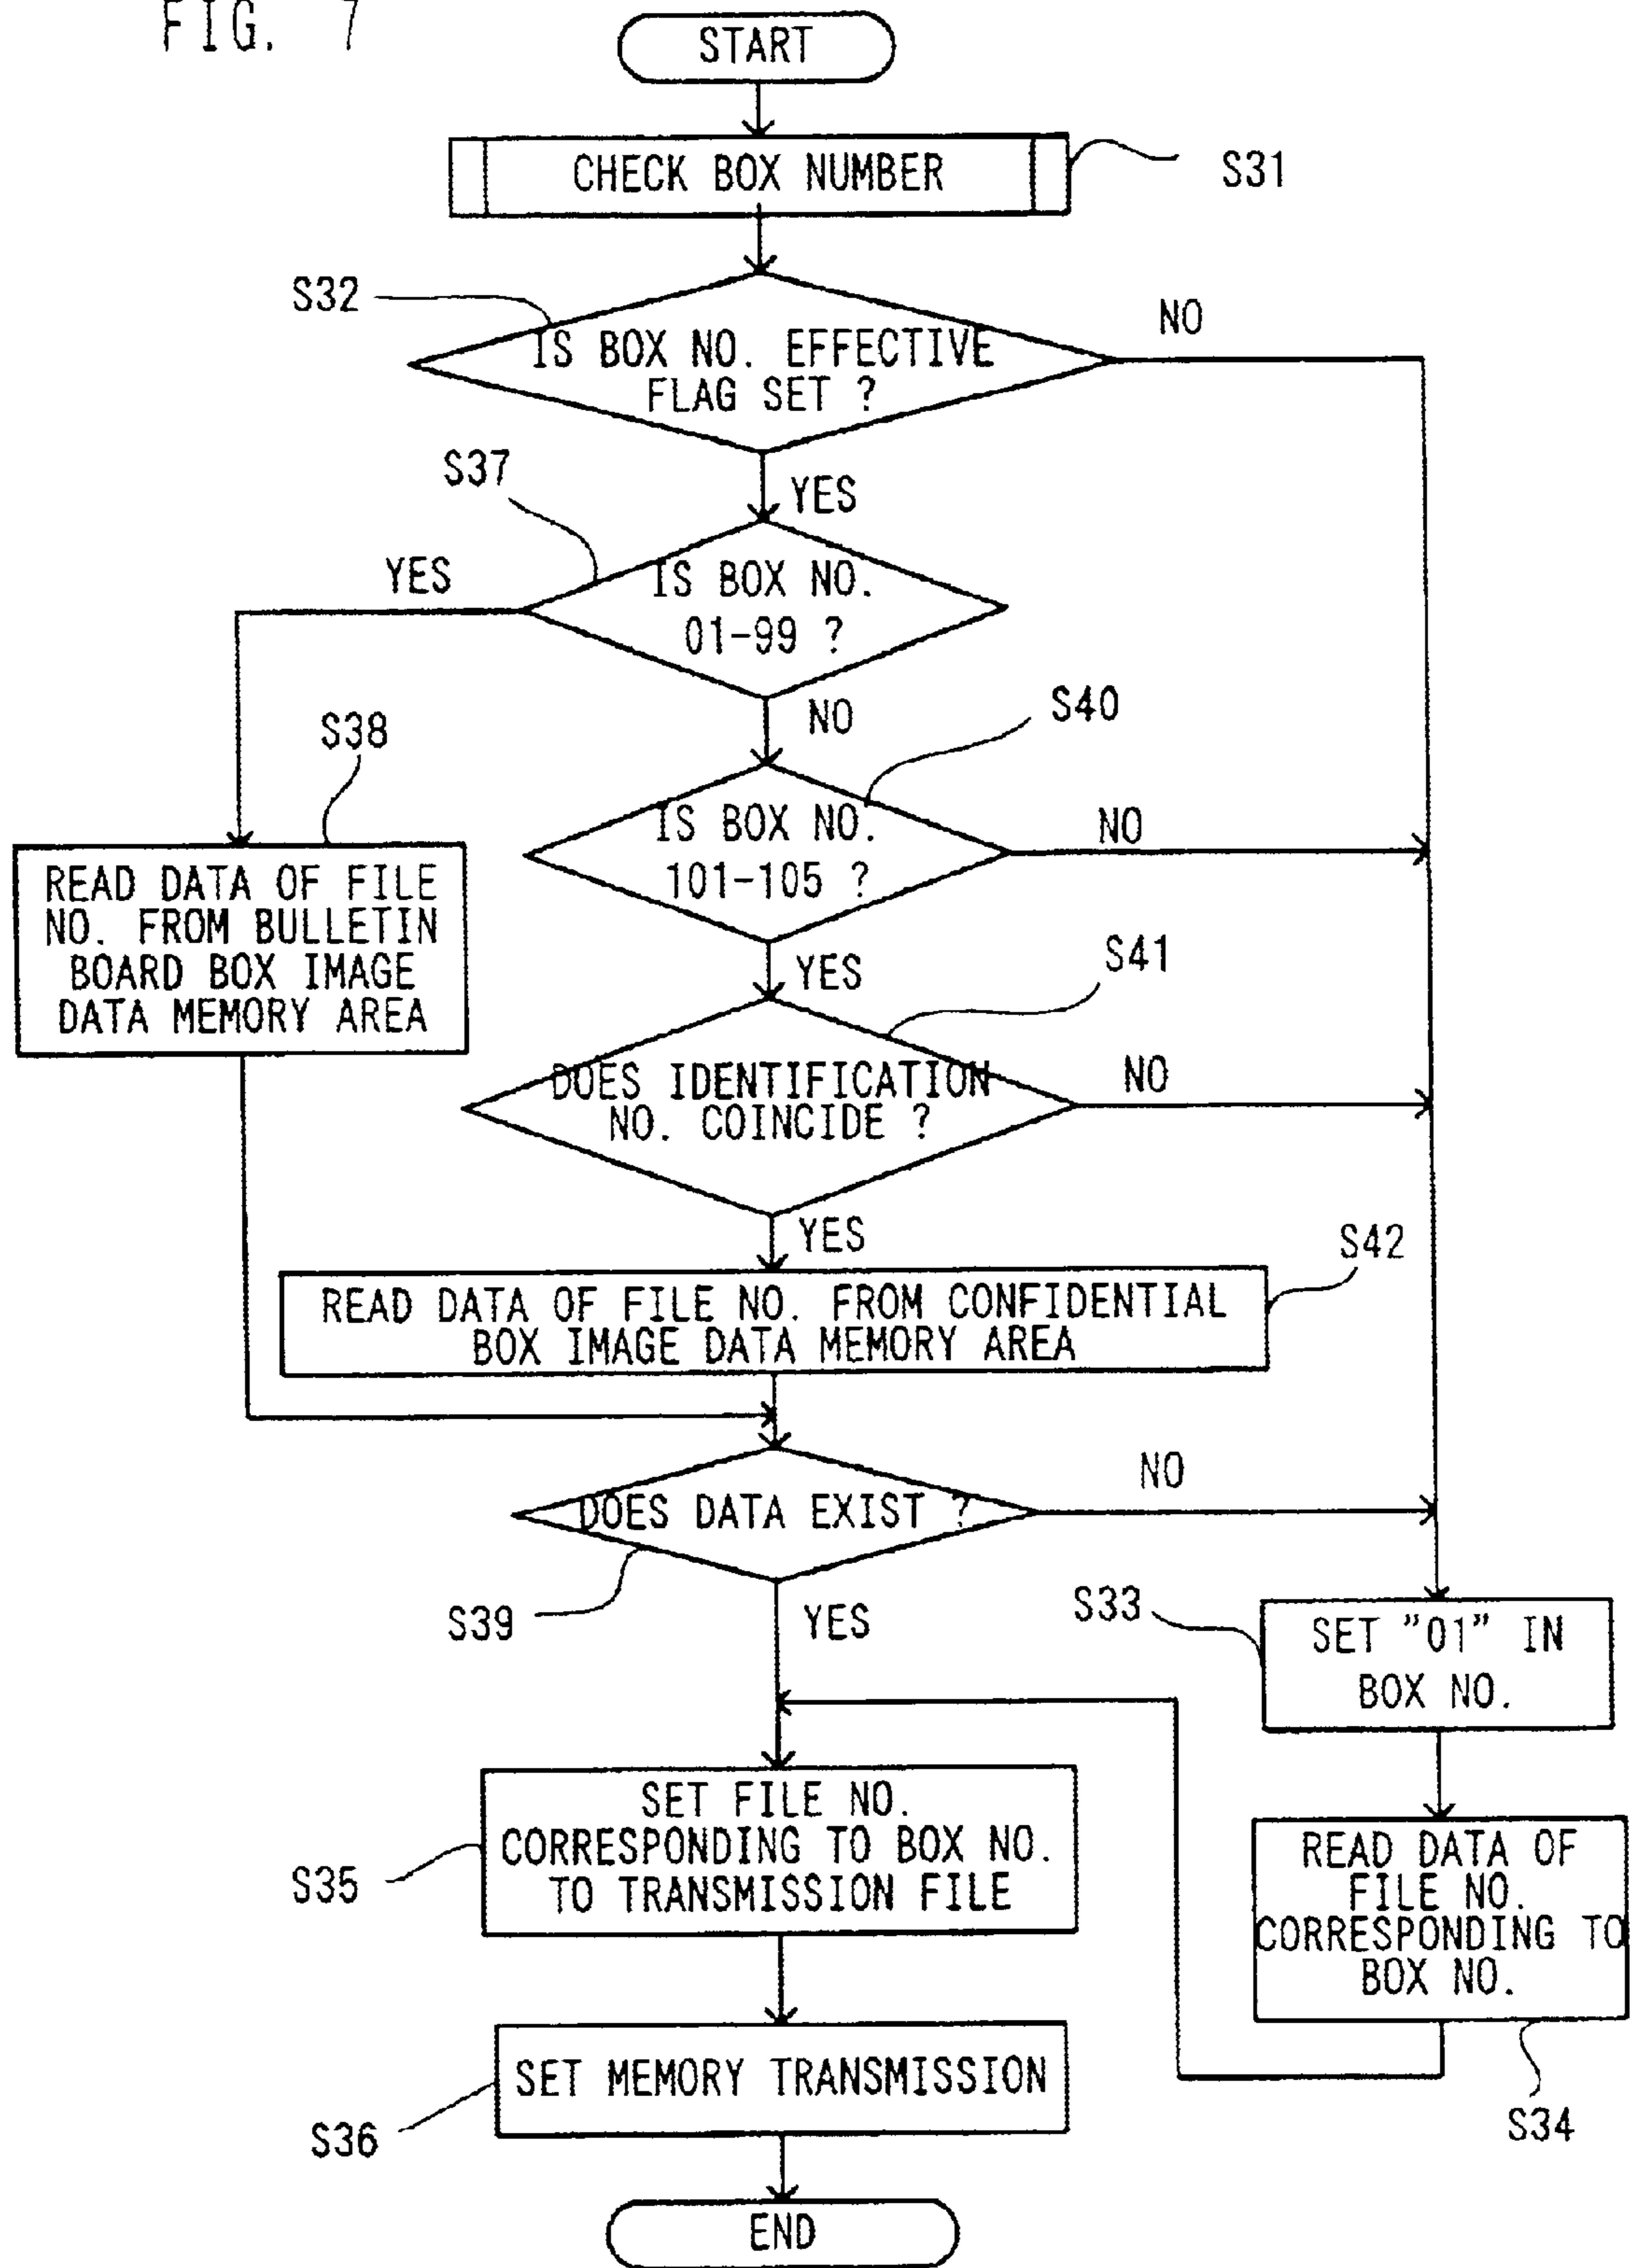 FIG. 7
START
CHECK BOX NUMBER
S31
S32
IS BOX NO. EFFECTIVE
FLAG SET ?
NO
YES
S37
IS BOX NO.
01-99 ?
YES
NO
S38
READ DATA OF FILE
NO. FROM BULLETIN
BOARD BOX IMAGE
DATA MEMORY AREA
S40
IS BOX NO.
101-105 ?
NO
YES
S41
DOES IDENTIFICATION
NO. COINCIDE ?
NO
YES
S42
READ DATA OF FILE NO. FROM CONFIDENTIAL
BOX IMAGE DATA MEMORY AREA
DOES DATA EXIST ?
NO
S39
YES
S33
SET "01" IN
BOX NO.
SET FILE NO.
CORRESPONDING TO BOX NO.
TO TRANSMISSION FILE
S35
READ DATA OF
FILE NO.
CORRESPONDING TO
BOX NO.
S34
SET MEMORY TRANSMISSION
S36
END